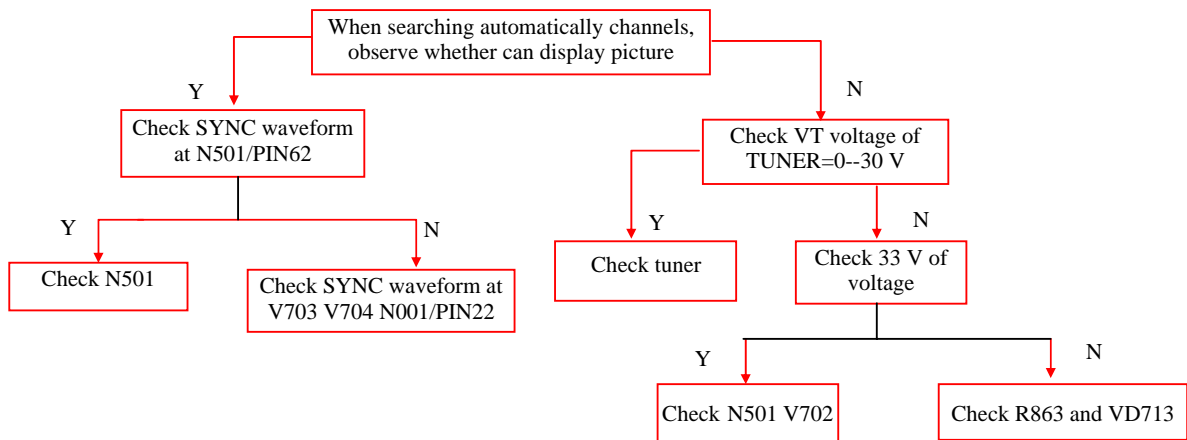 When searching automatically channels,
observe whether can display picture
Y
N
Check SYNC waveform
at N501/PIN62
Check VT voltage of
TUNER=0--30 V
Y
N
Y
N
Check N501
Check SYNC waveform at
V703 V704 N001/PIN22
Check tuner
Check 33 V of
voltage
Y
N
Check N501 V702
Check R863 and VD713